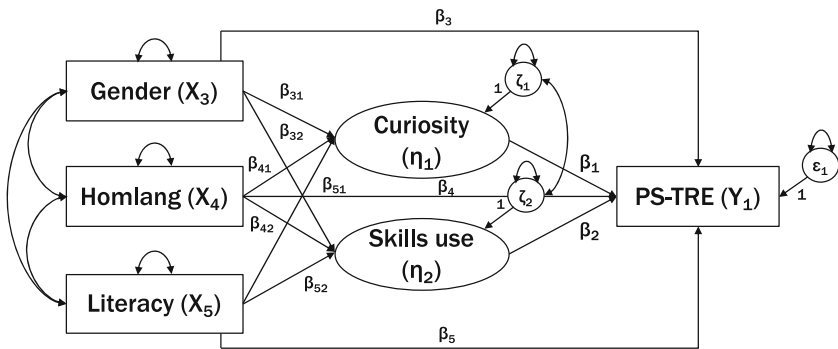 β₃
Gender (X₃)
ζ₁
1
β₃₁
β₃₂
Curiosity
(η₁)
β₁
ε₁
1
β₄₁
Homlang (X₄)
β₅₁
β₄
ζ₂
1
PS-TRE (Y₁)
β₄₂
β₂
Skills use
(η₂)
β₅₂
Literacy (X₅)
β₅